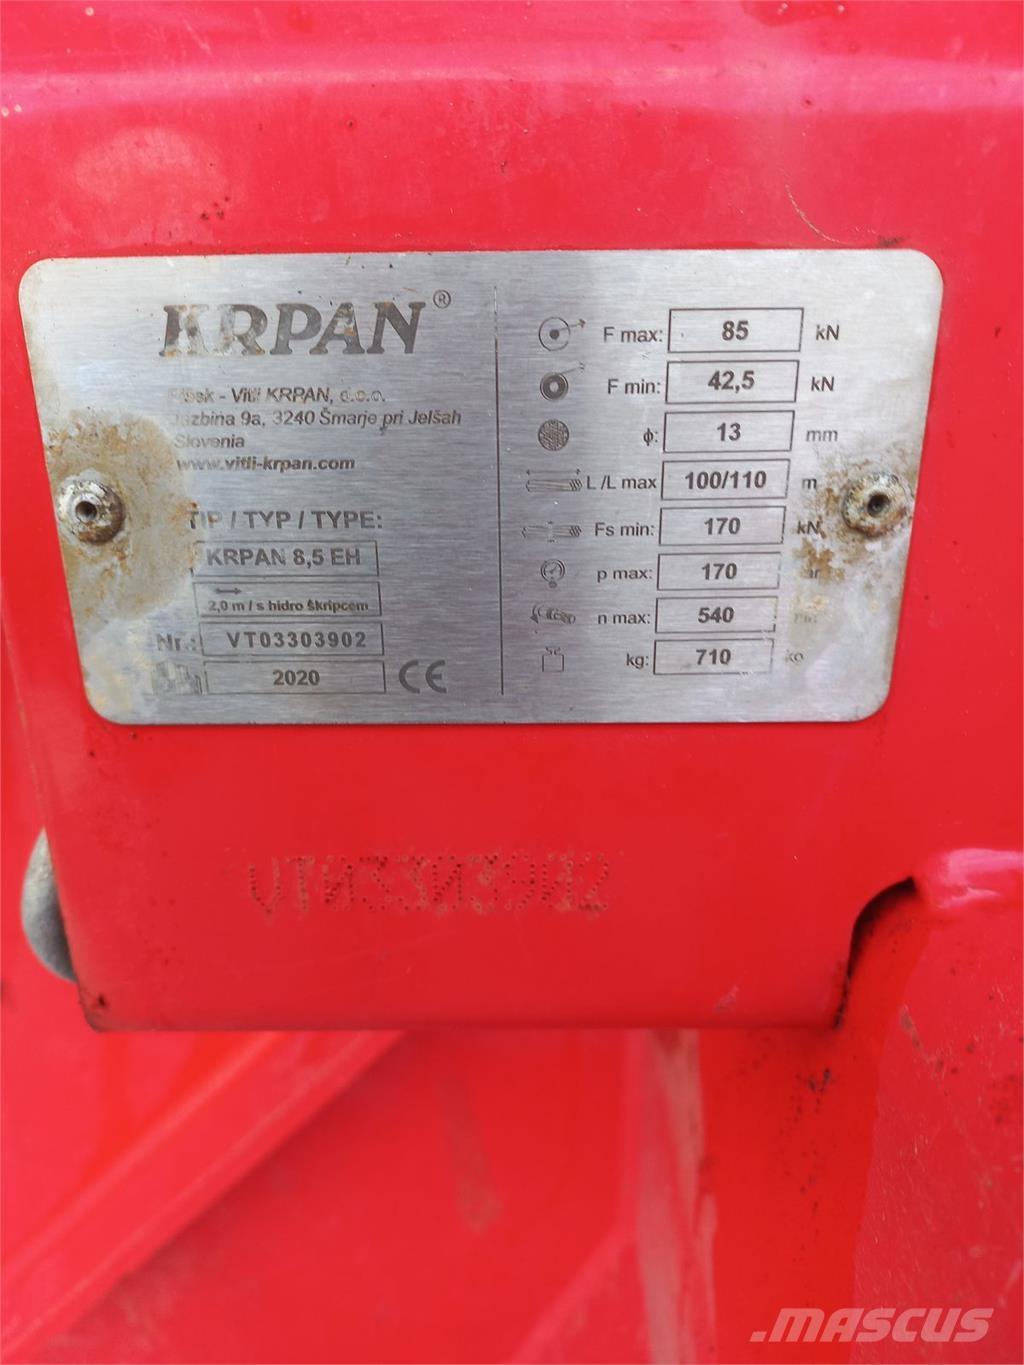 KRPAN®
- Vitli KRPAN, d.o.o.
9a, 3240 Šmarje pri Jelšah
Slovenia
www.vitli-krpan.com
TIP / TYP / TYPE:
KRPAN 8,5 EH
2,0 m / s hidro škripcem
Nr.: VT03303902
2020 CE
F max: 85 kN
F min: 42,5 kN
ϕ: 13 mm
L /L max 100/110 m
Fs min: 170 kN
p max: 170
n max: 540
kg: 710
VT03303902
.MASCUS